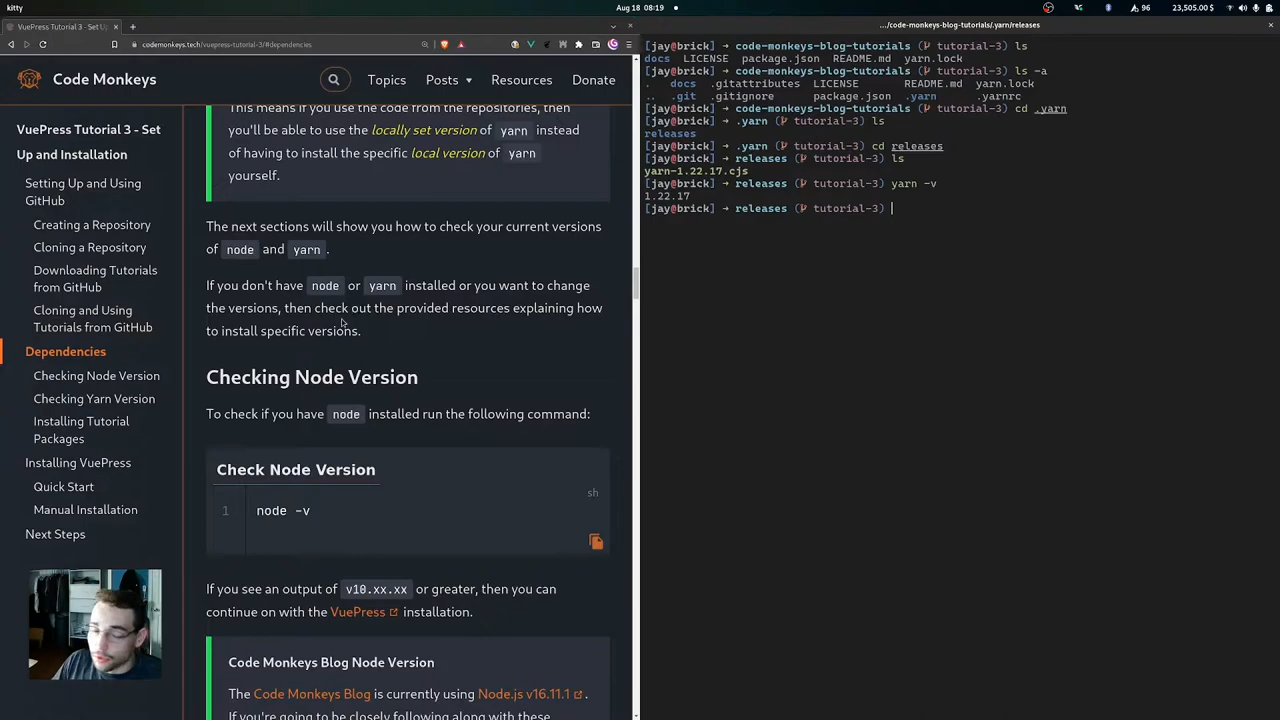 kitty
Aug 18 08:19
96
23,505.00 $
VuePress Tutorial 3 - Set U
codemonkeys.tech/vuepress-tutorial-3/#dependencies
Code Monkeys
Topics
Posts
Resources
Donate
VuePress Tutorial 3 - Set
Up and Installation
Setting Up and Using
GitHub
Creating a Repository
Cloning a Repository
Downloading Tutorials
from GitHub
Cloning and Using
Tutorials from GitHub
Dependencies
Checking Node Version
Checking Yarn Version
Installing Tutorial
Packages
Installing VuePress
Quick Start
Manual Installation
Next Steps
This means if you use the code from the repositories, then
you'll be able to use the locally set version of yarn instead
of having to install the specific local version of yarn
yourself.
The next sections will show you how to check your current versions
of node and yarn.
If you don't have node or yarn installed or you want to change
the versions, then check out the provided resources explaining how
to install specific versions.
Checking Node Version
To check if you have node installed run the following command:
Check Node Version
sh
1 node -v
If you see an output of v10.xx.xx or greater, then you can
continue on with the VuePress installation.
Code Monkeys Blog Node Version
The Code Monkeys Blog is currently using Node.js v16.11.1.
If you're going to be closely following along with these
.../code-monkeys-blog-tutorials/.yarn/releases
[jay@brick] → code-monkeys-blog-tutorials (tutorial-3) ls
docs LICENSE package.json README.md yarn.lock
[jay@brick] → code-monkeys-blog-tutorials (tutorial-3) ls -a
. docs .gitattributes LICENSE README.md yarn.lock
.. .git .gitignore package.json .yarn .yarnrc
[jay@brick] → code-monkeys-blog-tutorials (tutorial-3) cd .yarn
[jay@brick] → .yarn (tutorial-3) ls
releases
[jay@brick] → .yarn (tutorial-3) cd releases
[jay@brick] → releases (tutorial-3) ls
yarn-1.22.17.cjs
[jay@brick] → releases (tutorial-3) yarn -v
1.22.17
[jay@brick] → releases (tutorial-3)